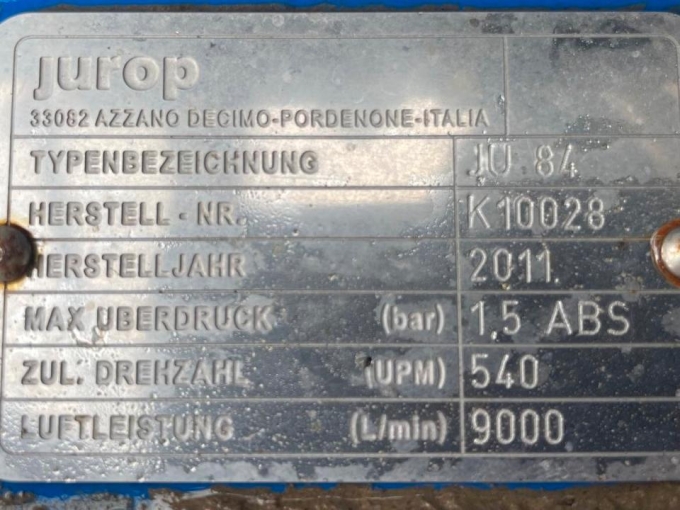 jurop
33082 AZZANO DECIMO-PORDENONE-ITALIA
TYPENBEZEICHNUNG JU 84
HERSTELL - NR. K10028
HERSTELLJAHR 2011.
MAX UBERDRUCK (bar) 1,5 ABS
ZUL. DREHZAHL (UPM) 540
LUFTLEISTUNG (L/min) 9000